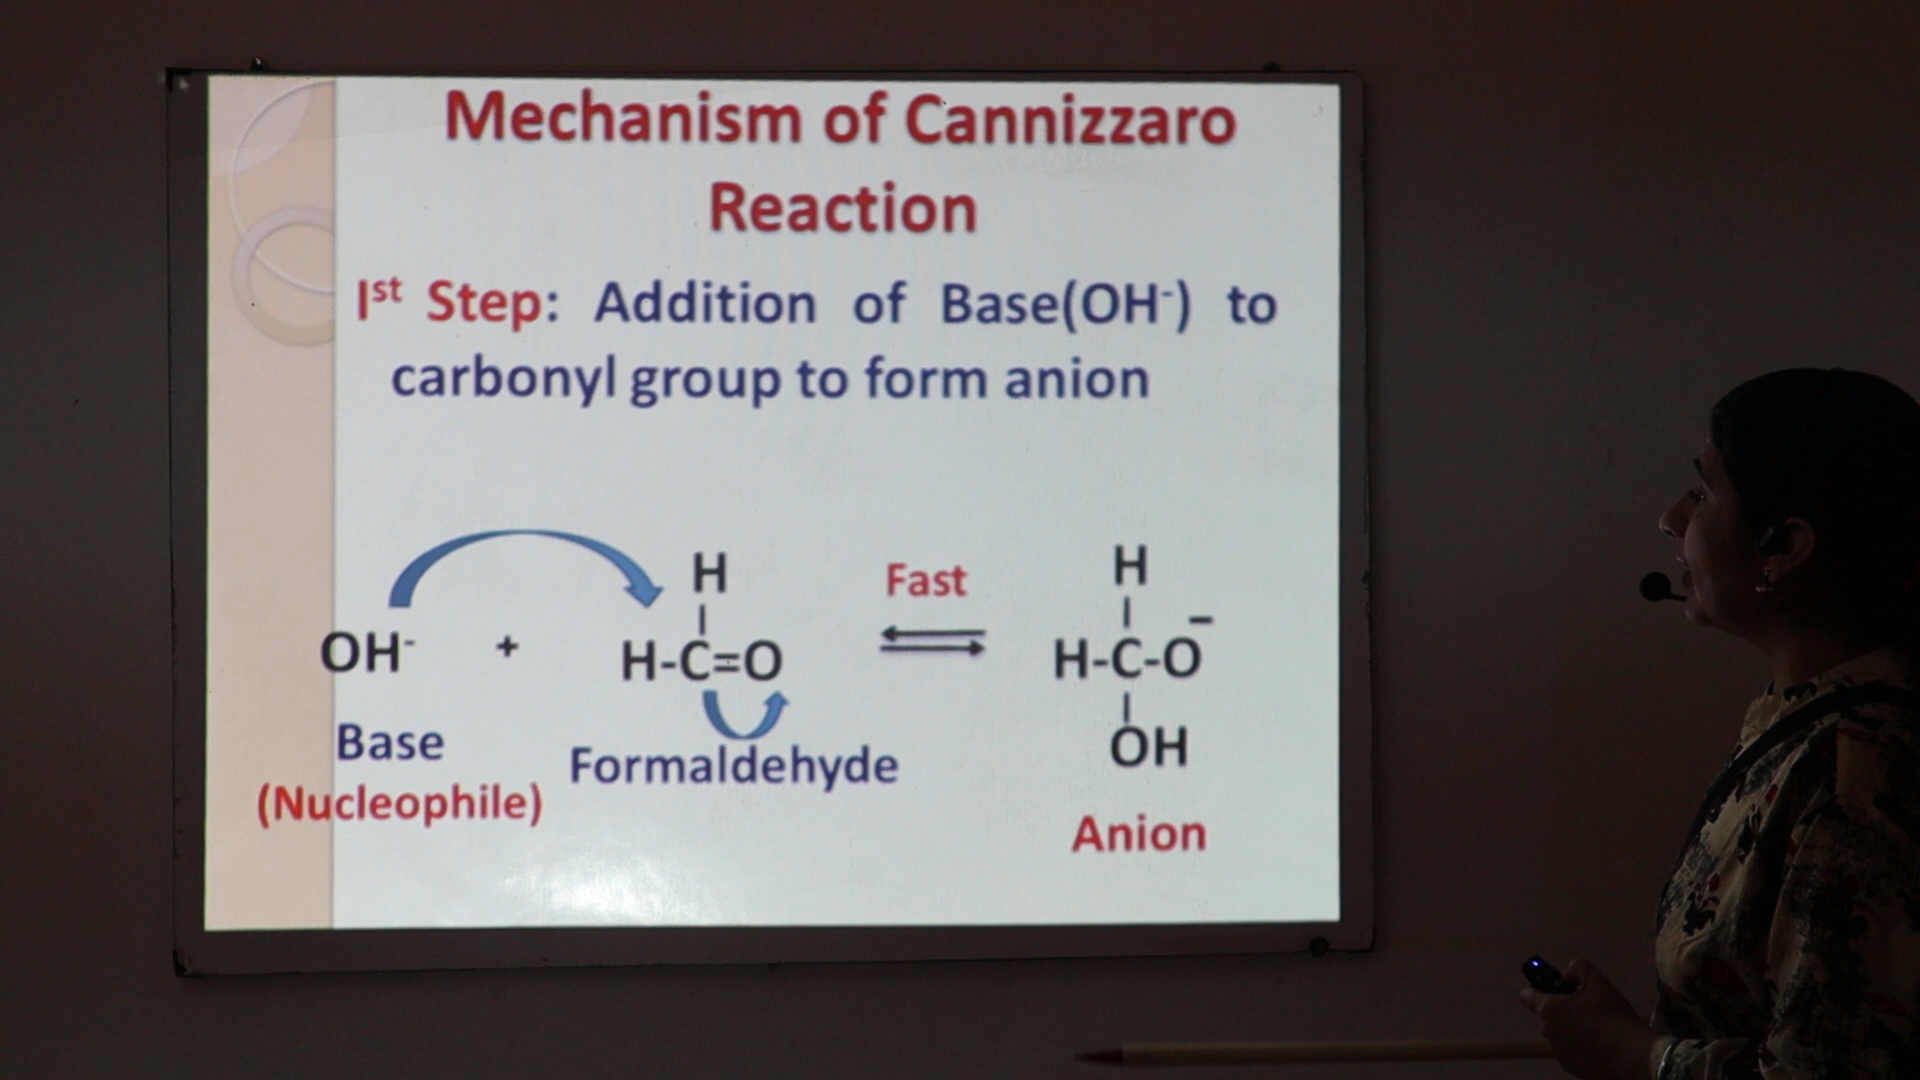 Mechanism of Cannizzaro
Reaction
Ist Step: Addition of Base(OH-) to
carbonyl group to form anion
H
H
Fast
OH- + H-C=O
H-C-O
–
OH
Base
(Nucleophile)
Formaldehyde
Anion